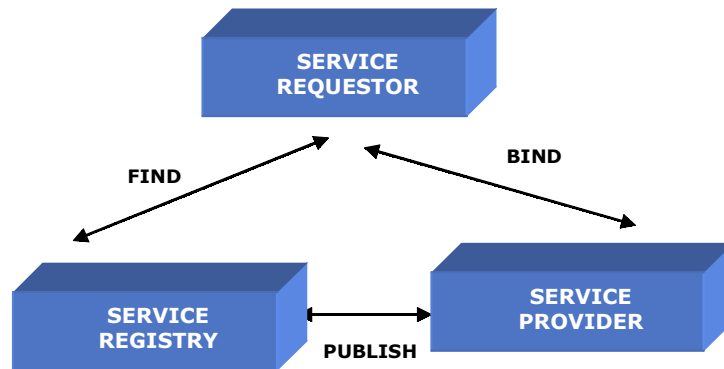 SERVICE
REQUESTOR
FIND
BIND
SERVICE
REGISTRY
PUBLISH
SERVICE
PROVIDER